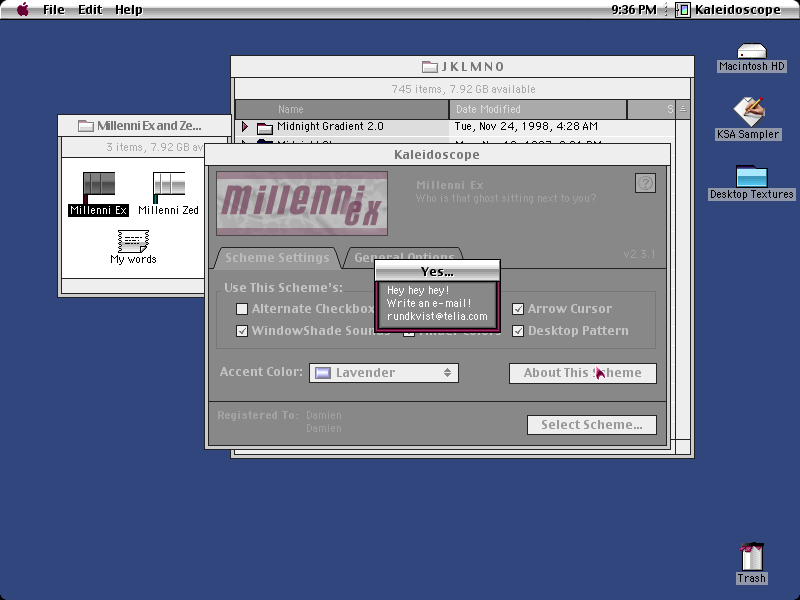 File Edit Help
9:36 PM Kaleidoscope
JKLMNO
745 items, 7.92 GB available
Name Date Modified S
Midnight Gradient 2.0 Tue, Nov 24, 1998, 4:28 AM
Millenni Ex and Ze...
3 items, 7.92 GB av
Millenni Ex
Millenni Zed
My words
Kaleidoscope
Millenni ex
Millenni Ex
Who is that ghost sitting next to you?
?
Scheme Settings
General Options
v2.3.1
Use This Scheme's:
Alternate Checkbox
Arrow Cursor
WindowShade Sounds
Desktop Pattern
Yes...
Hey hey hey!
Write an e-mail!
rundkvist@telia.com
Accent Color: Lavender
About This Scheme
Registered To: Damien
Damien
Select Scheme...
Macintosh HD
KSA Sampler
Desktop Textures
Trash